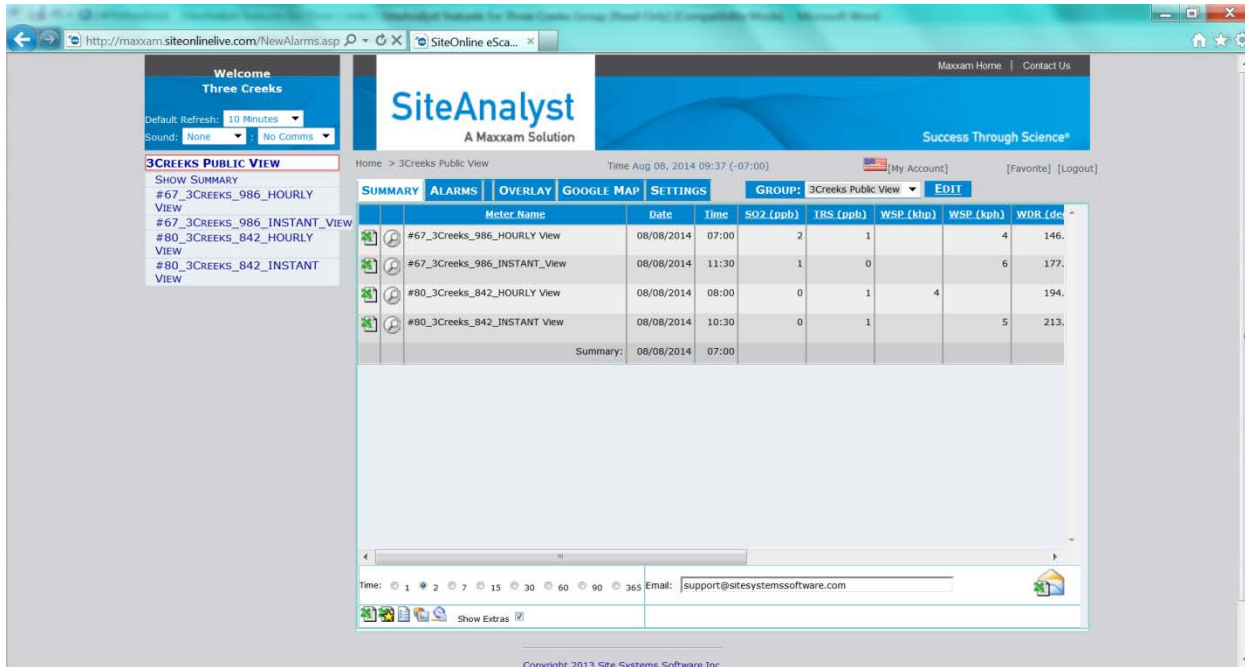 http://maxxam.siteonlinelive.com/NewAlarms.asp
SiteOnline eSca...
Maxxam Home | Contact Us
Welcome
Three Creeks
Default Refresh: 10 Minutes
Sound: None : No Comms
SiteAnalyst
A Maxxam Solution
Success Through Science®
3CREEKS PUBLIC VIEW
SHOW SUMMARY
#67_3CREEKS_986_HOURLY
VIEW
#67_3CREEKS_986_INSTANT_VIEW
#80_3CREEKS_842_HOURLY
VIEW
#80_3CREEKS_842_INSTANT
VIEW
Home > 3Creeks Public View
Time Aug 08, 2014 09:37 (-07:00)
[My Account]
[Favorite] [Logout]
SUMMARY ALARMS OVERLAY GOOGLE MAP SETTINGS GROUP: 3Creeks Public View EDIT
Meter Name Date Time SO2 (ppb) TRS (ppb) WSP (khp) WSP (kph) WDR (de
#67_3Creeks_986_HOURLY View 08/08/2014 07:00 2 1 4 146.
#67_3Creeks_986_INSTANT_View 08/08/2014 11:30 1 0 6 177.
#80_3Creeks_842_HOURLY View 08/08/2014 08:00 0 1 4 194.
#80_3Creeks_842_INSTANT View 08/08/2014 10:30 0 1 5 213.
Summary: 08/08/2014 07:00
Time: 1 2 7 15 30 60 90 365 Email: support@sitesystemssoftware.com
Show Extras
Copyright 2013 Site Systems Software Inc